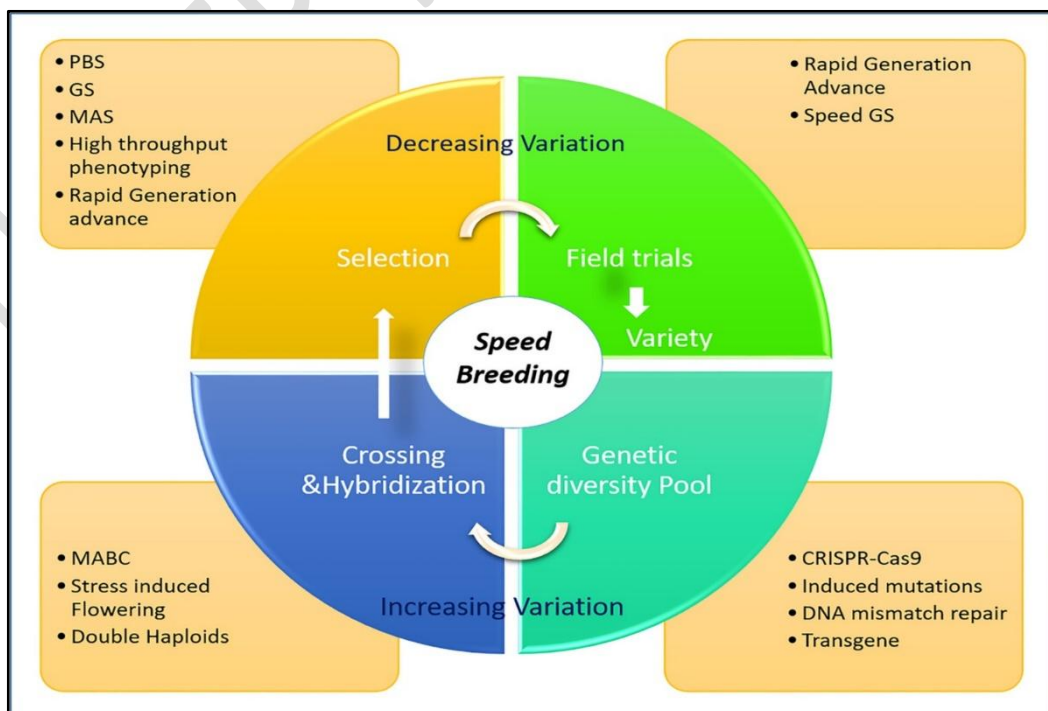 • PBS
• GS
• MAS
• High throughput
phenotyping
• Rapid Generation
advance
• Rapid Generation
Advance
• Speed GS
Decreasing Variation
Selection
Field trials
Variety
Speed
Breeding
Crossing
&Hybridization
Genetic
diversity Pool
Increasing Variation
• MABC
• Stress induced
Flowering
• Double Haploids
• CRISPR-Cas9
• Induced mutations
• DNA mismatch repair
• Transgene